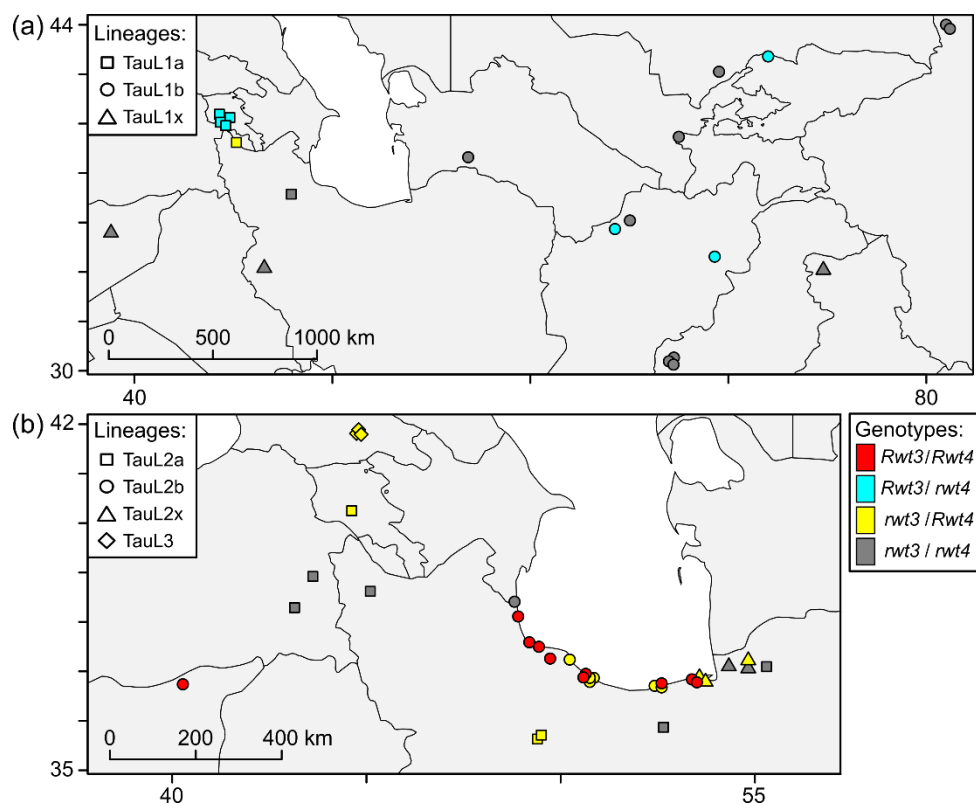 (a)
44
Lineages:
TauL1a
TauL1b
TauL1x
0 500 1000 km
30
40 80
(b)
42
Lineages:
TauL2a
TauL2b
TauL2x
TauL3
0 200 400 km
35
40 55
Genotypes:
Rwt3/Rwt4
Rwt3/ rwt4
rwt3/Rwt4
rwt3 / rwt4